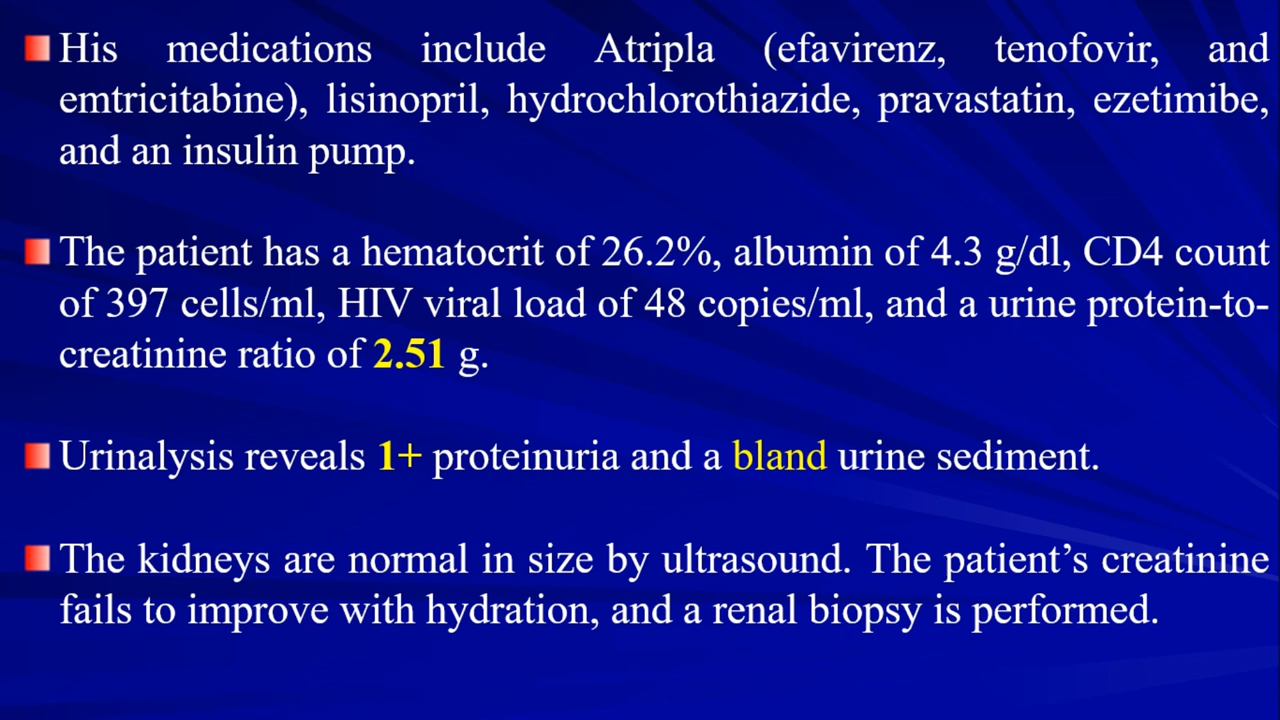 His medications include Atripla (efavirenz, tenofovir, and
emtricitabine), lisinopril, hydrochlorothiazide, pravastatin, ezetimibe,
and an insulin pump.
The patient has a hematocrit of 26.2%, albumin of 4.3 g/dl, CD4 count
of 397 cells/ml, HIV viral load of 48 copies/ml, and a urine protein-to-
creatinine ratio of 2.51 g.
Urinalysis reveals 1+ proteinuria and a bland urine sediment.
The kidneys are normal in size by ultrasound. The patient’s creatinine
fails to improve with hydration, and a renal biopsy is performed.